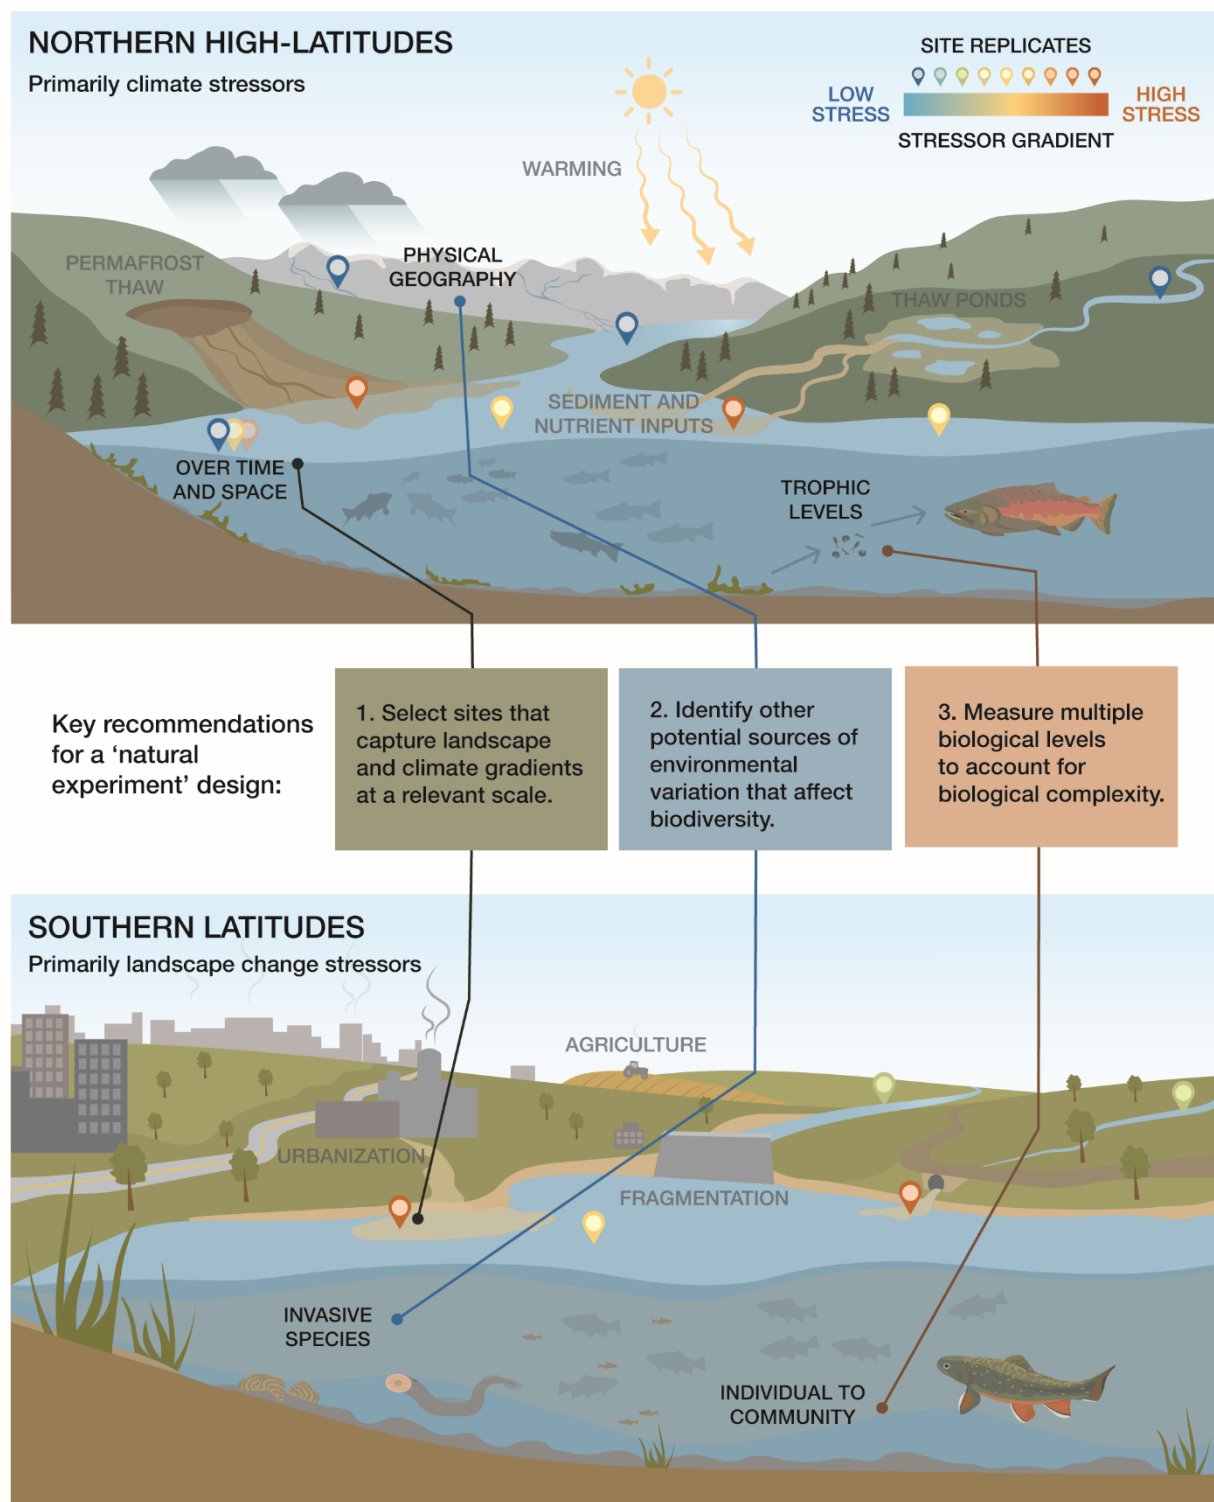 NORTHERN HIGH-LATITUDES
Primarily climate stressors
SITE REPLICATES
LOW
STRESS
HIGH
STRESS
STRESSOR GRADIENT
WARMING
PERMAFROST
THAW
PHYSICAL
GEOGRAPHY
THAW PONDS
SEDIMENT AND
NUTRIENT INPUTS
OVER TIME
AND SPACE
TROPHIC
LEVELS
Key recommendations
for a ‘natural
experiment’ design:
1. Select sites that
capture landscape
and climate gradients
at a relevant scale.
2. Identify other
potential sources of
environmental
variation that affect
biodiversity.
3. Measure multiple
biological levels
to account for
biological complexity.
SOUTHERN LATITUDES
Primarily landscape change stressors
AGRICULTURE
URBANIZATION
FRAGMENTATION
INVASIVE
SPECIES
INDIVIDUAL TO
COMMUNITY